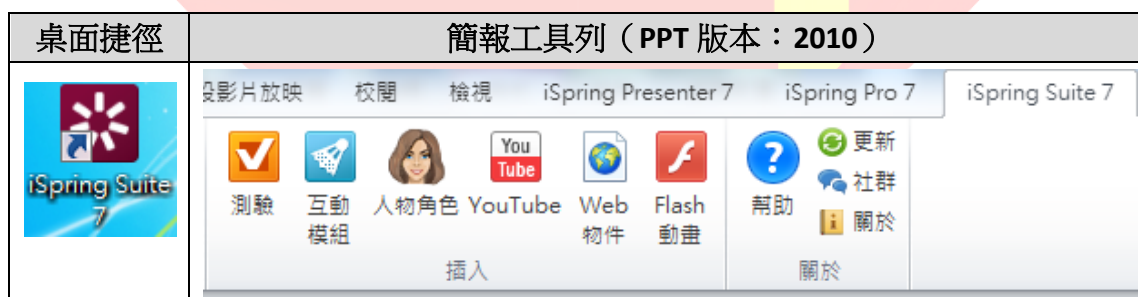 桌面捷徑
簡報工具列（PPT 版本：2010）
投影片放映 校閱 檢視 iSpring Presenter 7 iSpring Pro 7 iSpring Suite 7
iSpring Suite
7
You
Tube
測驗 互動 人物角色 YouTube Web Flash 幫助 更新
模組 物件 動畫 社群
關於
插入 關於